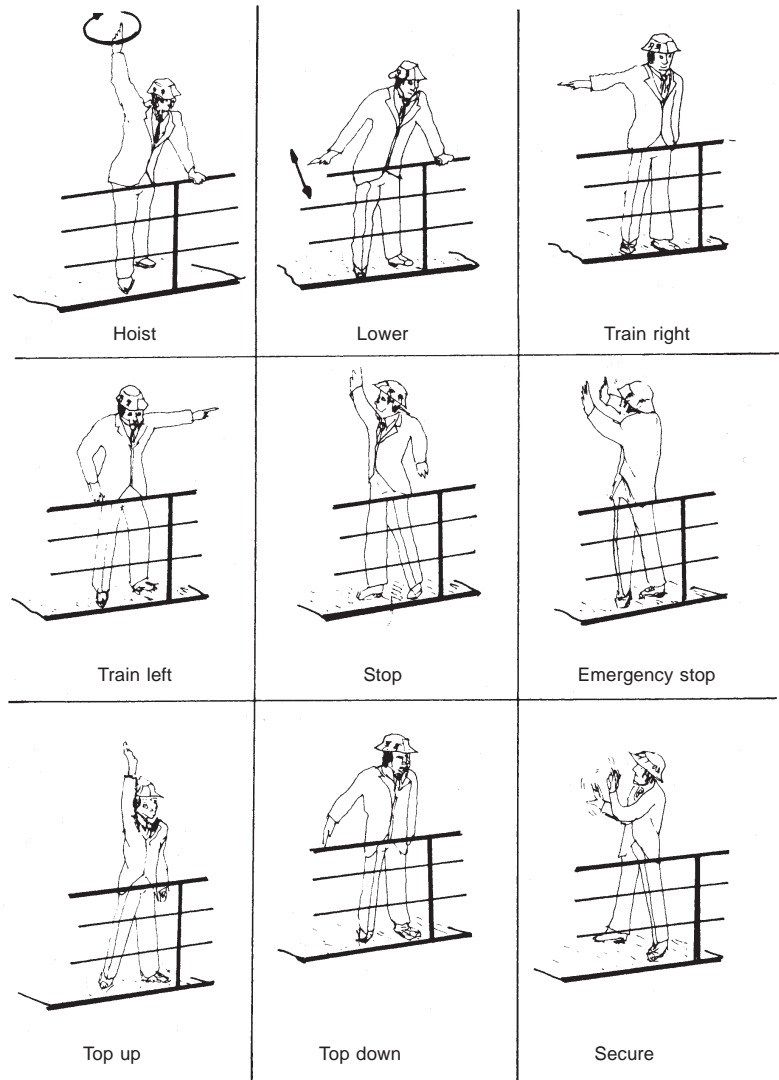 Hoist
Lower
Train right
Train left
Stop
Emergency stop
Top up
Top down
Secure